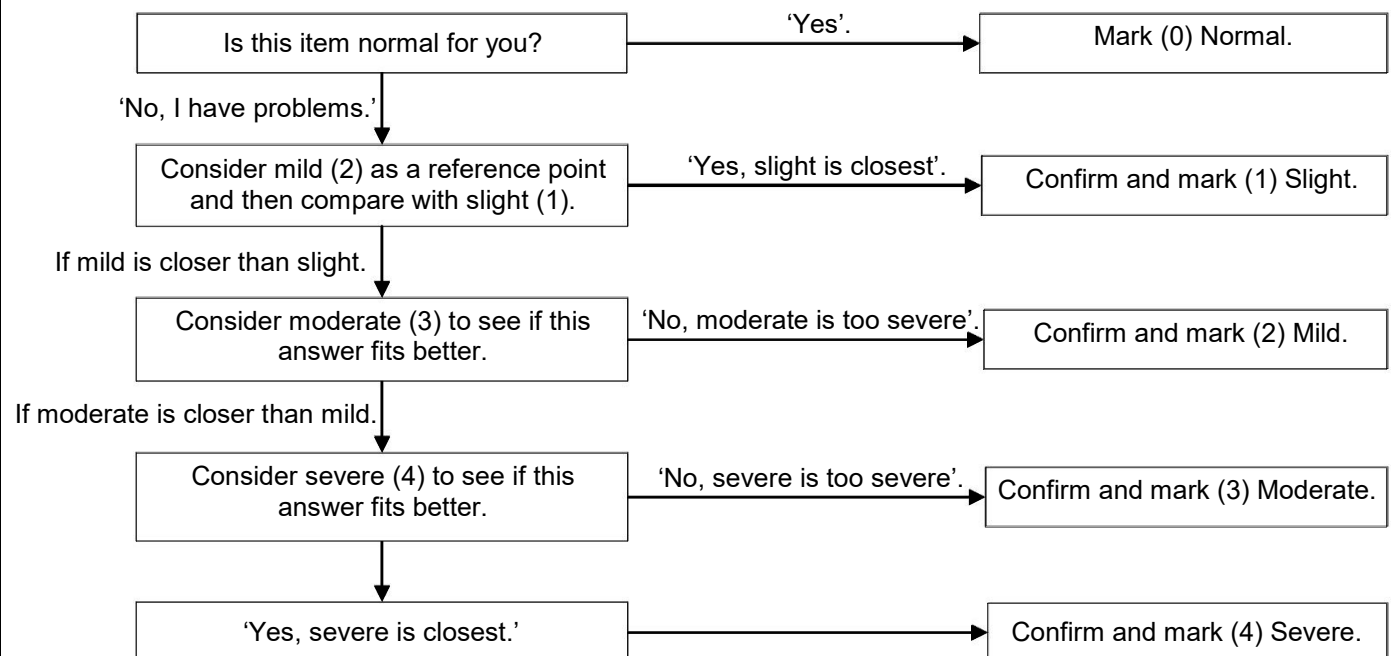 Is this item normal for you?
‘Yes’.
Mark (0) Normal.
‘No, I have problems.’
Consider mild (2) as a reference point
and then compare with slight (1).
‘Yes, slight is closest’.
Confirm and mark (1) Slight.
If mild is closer than slight.
Consider moderate (3) to see if this
answer fits better.
‘No, moderate is too severe’.
Confirm and mark (2) Mild.
If moderate is closer than mild.
Consider severe (4) to see if this
answer fits better.
‘No, severe is too severe’.
Confirm and mark (3) Moderate.
‘Yes, severe is closest.’
Confirm and mark (4) Severe.